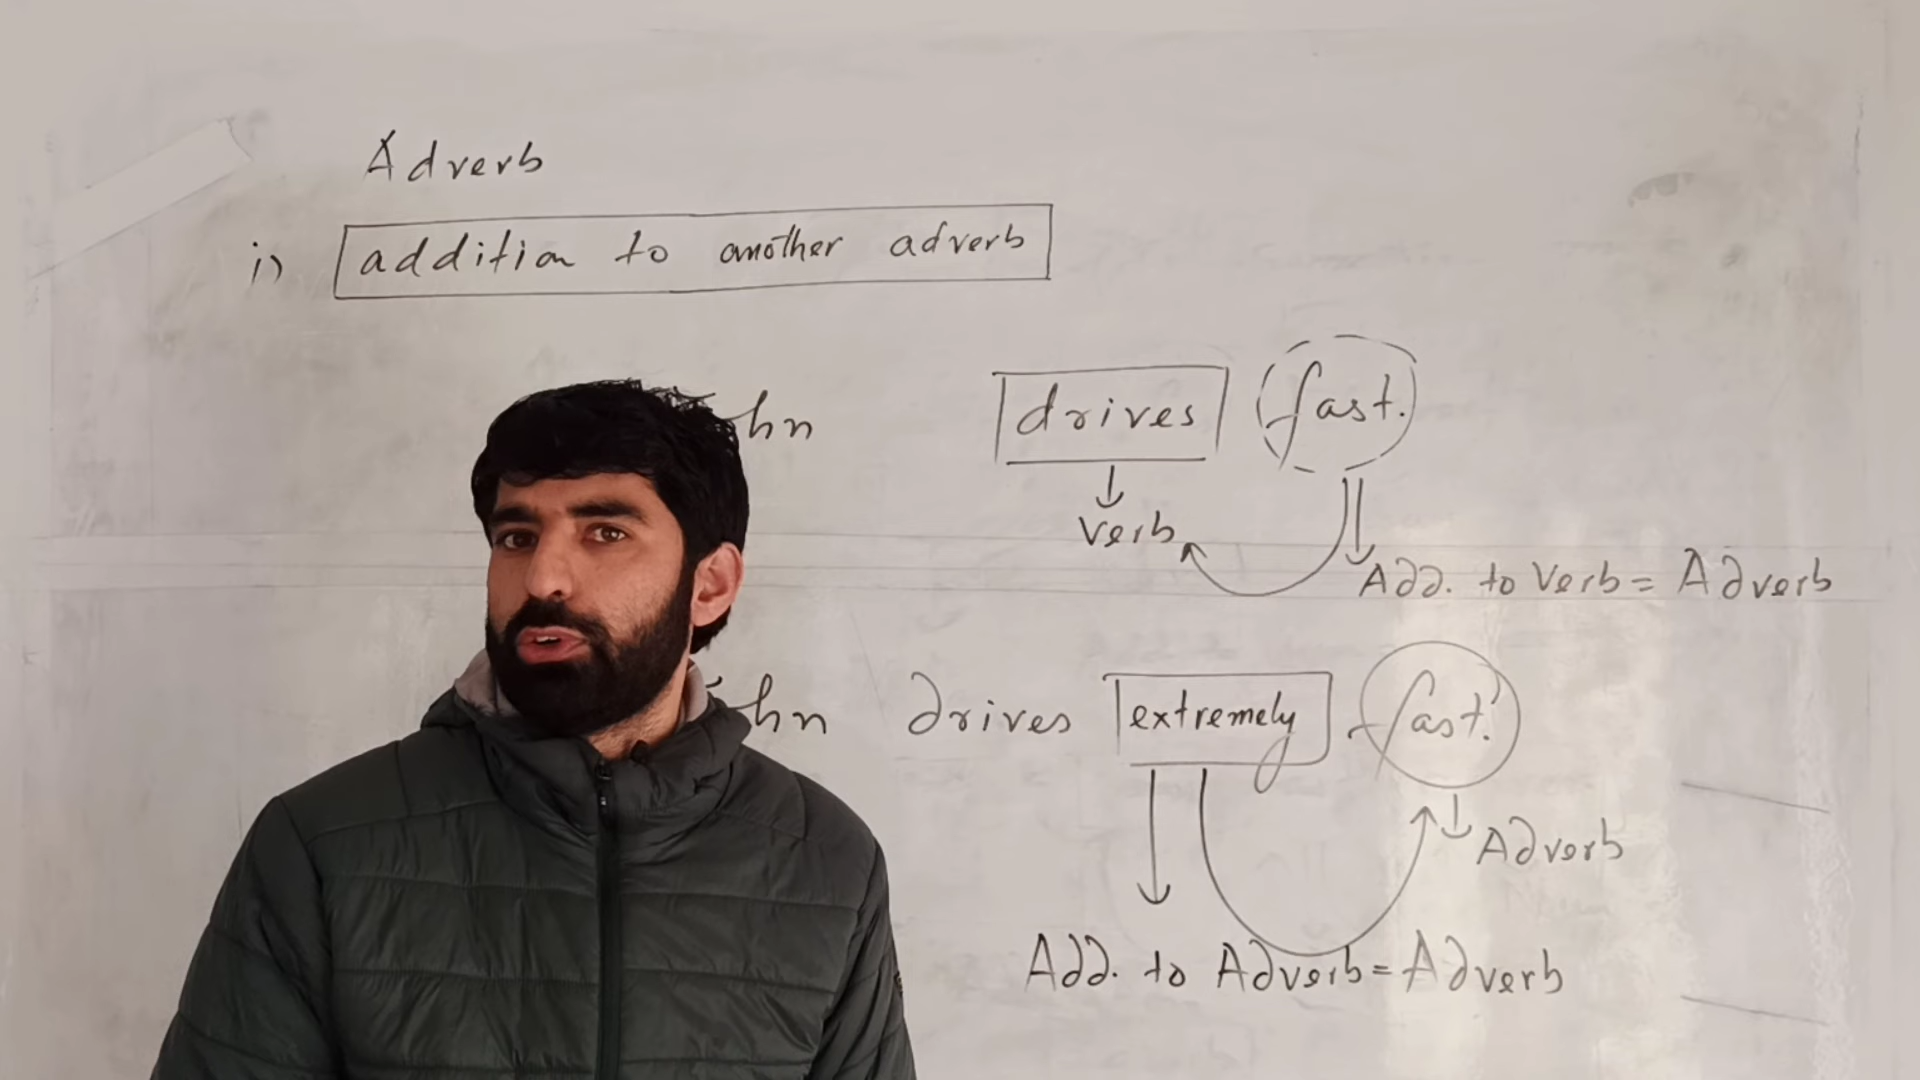 Adverb
i) addition to another adverb
hn drives fast.
Verb
Add. to Verb = Adverb
hn drives extremely fast.
Adverb
Add. to Adverb = Adverb